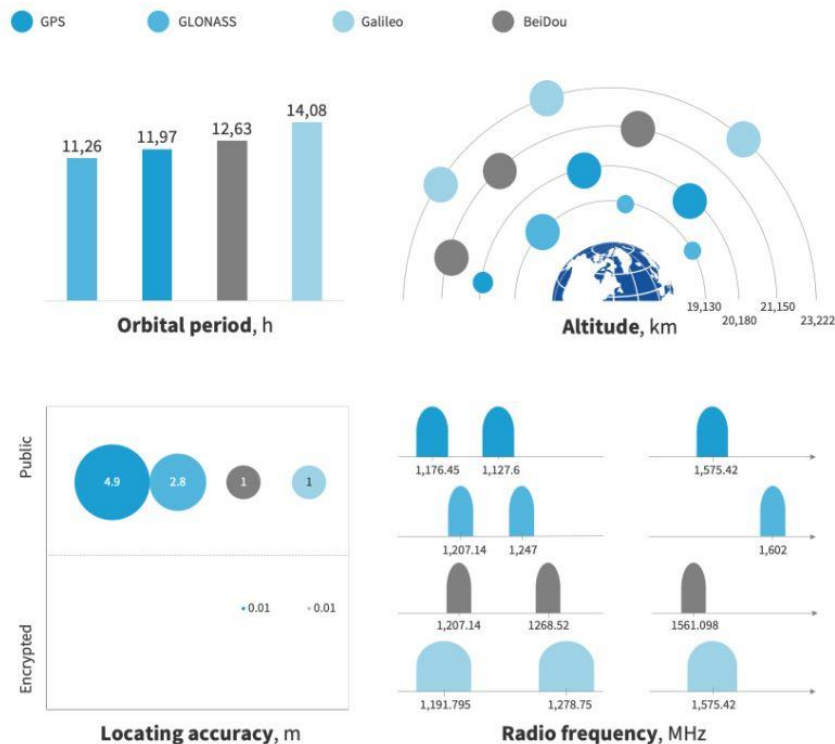 GPS GLONASS Galileo BeiDou
11,26 11,97 12,63 14,08
Orbital period, h
19,130
20,180
21,150
23,222
Altitude, km
Public
4.9 2.8 1 1
Encrypted
0.01 0.01
Locating accuracy, m
1,176.45 1,127.6 1,575.42
1,207.14 1,247 1,602
1,207.14 1268.52 1561.098
1,191.795 1,278.75 1,575.42
Radio frequency, MHz